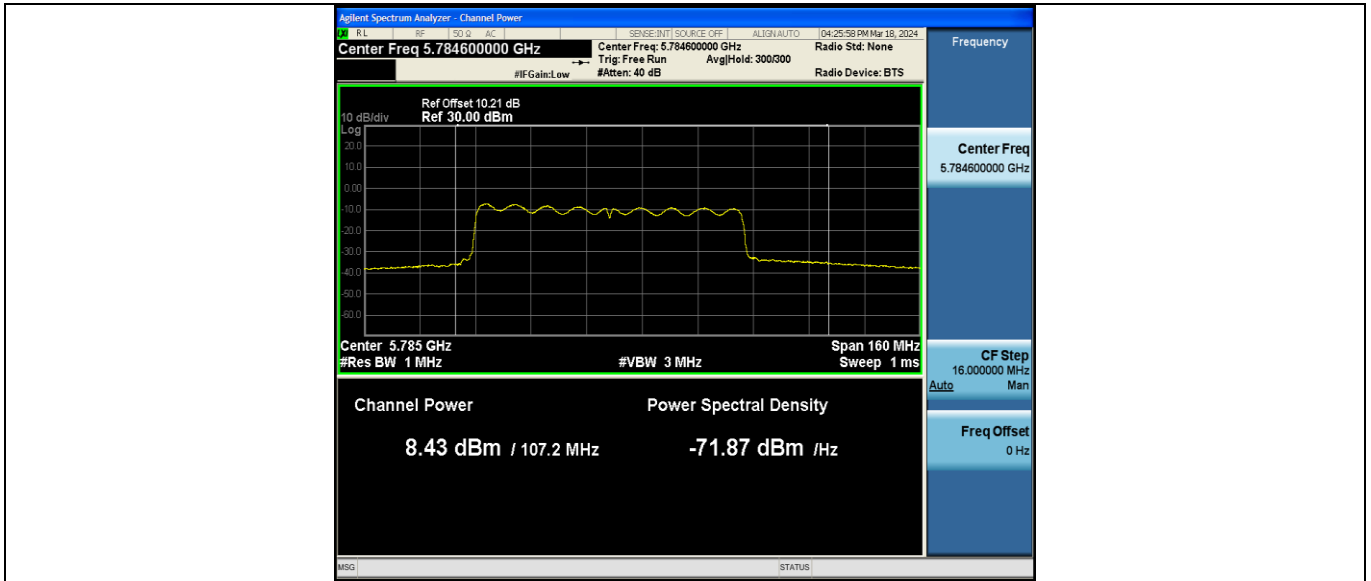 Agilent Spectrum Analyzer - Channel Power
LXI RL RF 50 Ω AC SENSE:INT SOURCE OFF ALIGN AUTO 04:25:58 PM Mar 18, 2024
Center Freq 5.784600000 GHz
Center Freq: 5.784600000 GHz
Radio Std: None
Trig: Free Run Avg|Hold: 300/300
#IFGain:Low
#Atten: 40 dB
Radio Device: BTS
Ref Offset 10.21 dB
10 dB/div Ref 30.00 dBm
Log
20.0
10.0
0.00
-10.0
-20.0
-30.0
-40.0
-50.0
-60.0
Center 5.785 GHz Span 160 MHz
#Res BW 1 MHz #VBW 3 MHz Sweep 1 ms
Channel Power
Power Spectral Density
8.43 dBm / 107.2 MHz
-71.87 dBm /Hz
MSG STATUS
Frequency
Center Freq
5.784600000 GHz
CF Step
16.000000 MHz
Auto Man
Freq Offset
0 Hz